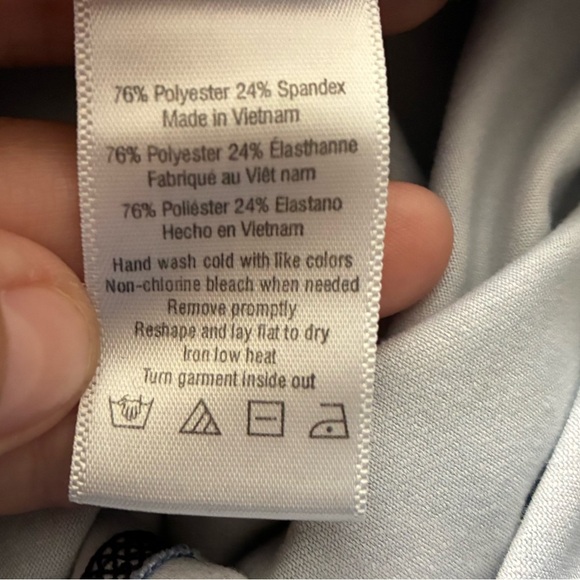 76% Polyester 24% Spandex
Made in Vietnam
76% Polyester 24% Élasthanne
Fabriqué au Viêt nam
76% Poliéster 24% Elastano
Hecho en Vietnam
Hand wash cold with like colors
Non-chlorine bleach when needed
Remove promptly
Reshape and lay flat to dry
Iron low heat
Turn garment inside out